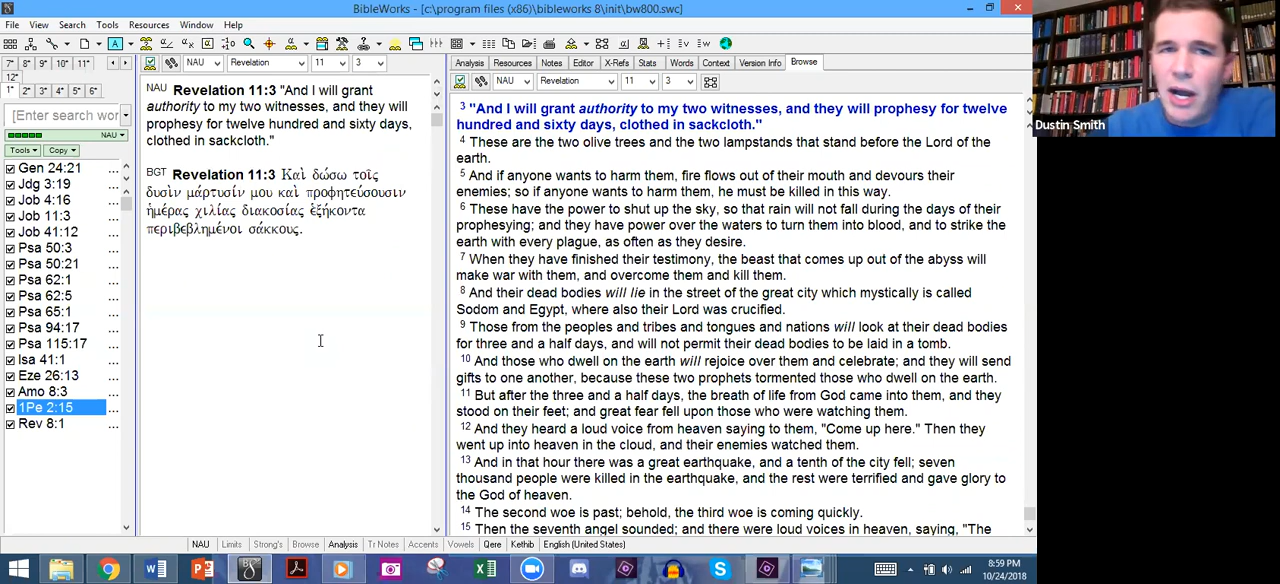 BibleWorks - [c:\program files (x86)\bibleworks 8\init\bw800.swc]
File View Search Tools Resources Window Help
7* 8* 9* 10* 11*
12*
1* 2* 3* 4* 5* 6*
[Enter search wor
NAU
Tools Copy
Gen 24:21 ...
Jdg 3:19 ...
Job 4:16 ...
Job 11:3 ...
Job 41:12 ...
Psa 50:3 ...
Psa 50:21 ...
Psa 62:1 ...
Psa 62:5 ...
Psa 65:1 ...
Psa 94:17 ...
Psa 115:17 ...
Isa 41:1 ...
Eze 26:13 ...
Amo 8:3 ...
1Pe 2:15 ...
Rev 8:1 ...
NAU Revelation 11 3
NAU Revelation 11:3 "And I will grant
authority to my two witnesses, and they will
prophesy for twelve hundred and sixty days,
clothed in sackcloth."
BGT Revelation 11:3 Καὶ δώσω τοῖς
δυσὶν μάρτυσίν μου καὶ προφητεύσουσιν
ἡμέρας χιλίας διακοσίας ἑξήκοντα
περιβεβλημένοι σάκκους.
Analysis Resources Notes Editor X-Refs Stats Words Context Version Info Browse
NAU Revelation 11 3
3 "And I will grant authority to my two witnesses, and they will prophesy for twelve
hundred and sixty days, clothed in sackcloth."
4 These are the two olive trees and the two lampstands that stand before the Lord of the
earth.
5 And if anyone wants to harm them, fire flows out of their mouth and devours their
enemies; so if anyone wants to harm them, he must be killed in this way.
6 These have the power to shut up the sky, so that rain will not fall during the days of their
prophesying; and they have power over the waters to turn them into blood, and to strike the
earth with every plague, as often as they desire.
7 When they have finished their testimony, the beast that comes up out of the abyss will
make war with them, and overcome them and kill them.
8 And their dead bodies will lie in the street of the great city which mystically is called
Sodom and Egypt, where also their Lord was crucified.
9 Those from the peoples and tribes and tongues and nations will look at their dead bodies
for three and a half days, and will not permit their dead bodies to be laid in a tomb.
10 And those who dwell on the earth will rejoice over them and celebrate; and they will send
gifts to one another, because these two prophets tormented those who dwell on the earth.
11 But after the three and a half days, the breath of life from God came into them, and they
stood on their feet; and great fear fell upon those who were watching them.
12 And they heard a loud voice from heaven saying to them, "Come up here." Then they
went up into heaven in the cloud, and their enemies watched them.
13 And in that hour there was a great earthquake, and a tenth of the city fell; seven
thousand people were killed in the earthquake, and the rest were terrified and gave glory to
the God of heaven.
14 The second woe is past; behold, the third woe is coming quickly.
15 Then the seventh angel sounded; and there were loud voices in heaven, saying, "The
Dustin Smith
NAU Limits Strong's Browse Analysis Tr Notes Accents Vowels Qere Kethib English (United States)
8:59 PM
10/24/2018